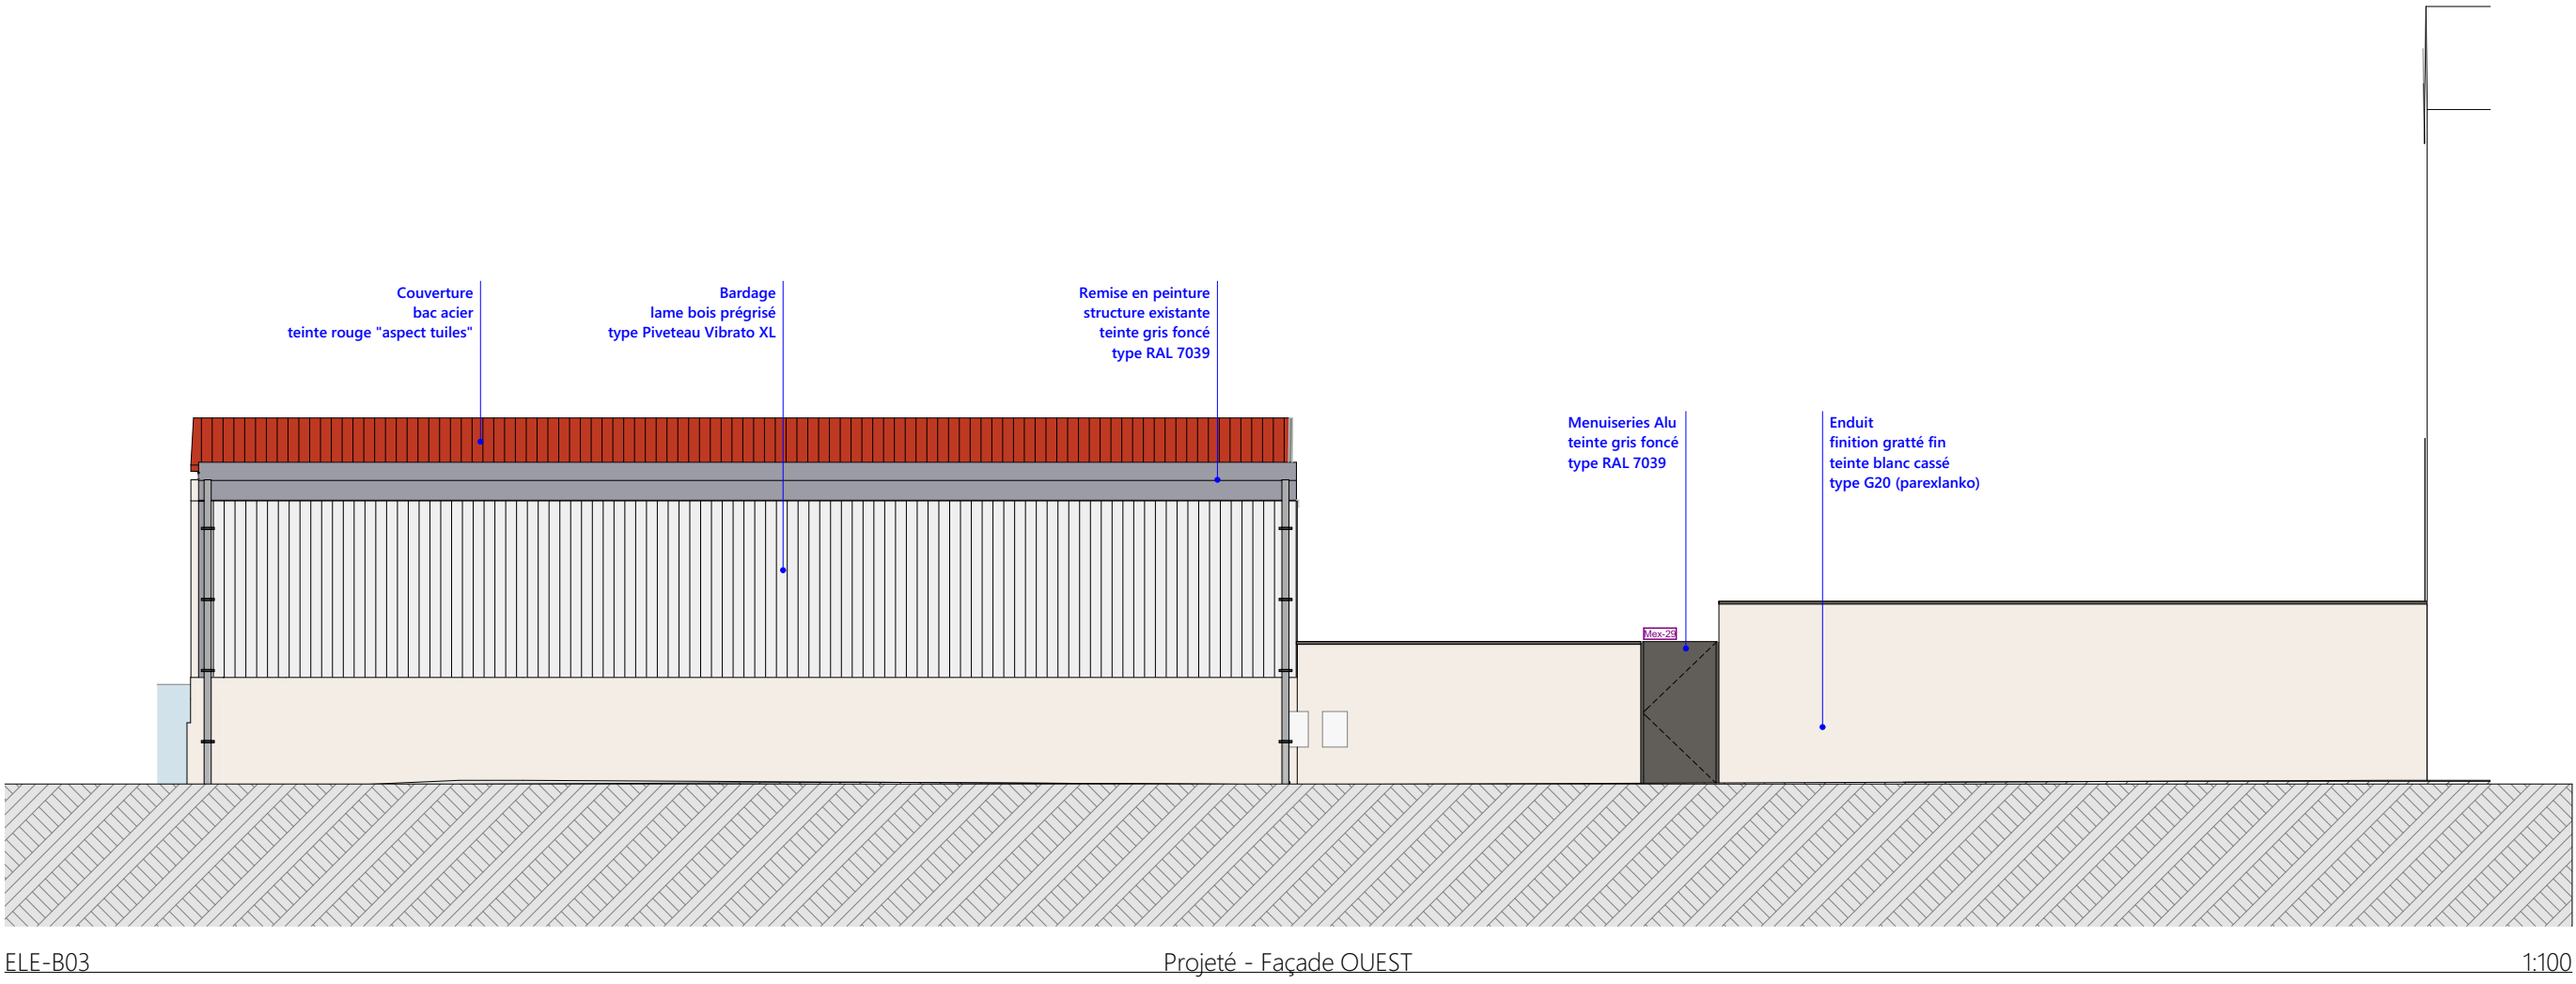 Couverture
bac acier
teinte rouge "aspect tuiles"
Bardage
lame bois prégrisé
type Piveteau Vibrato XL
Remise en peinture
structure existante
teinte gris foncé
type RAL 7039
Menuiseries Alu
teinte gris foncé
type RAL 7039
Enduit
finition gratté fin
teinte blanc cassé
type G20 (parexlanko)
Mex-29
ELE-B03
Projeté - Façade OUEST
1:100